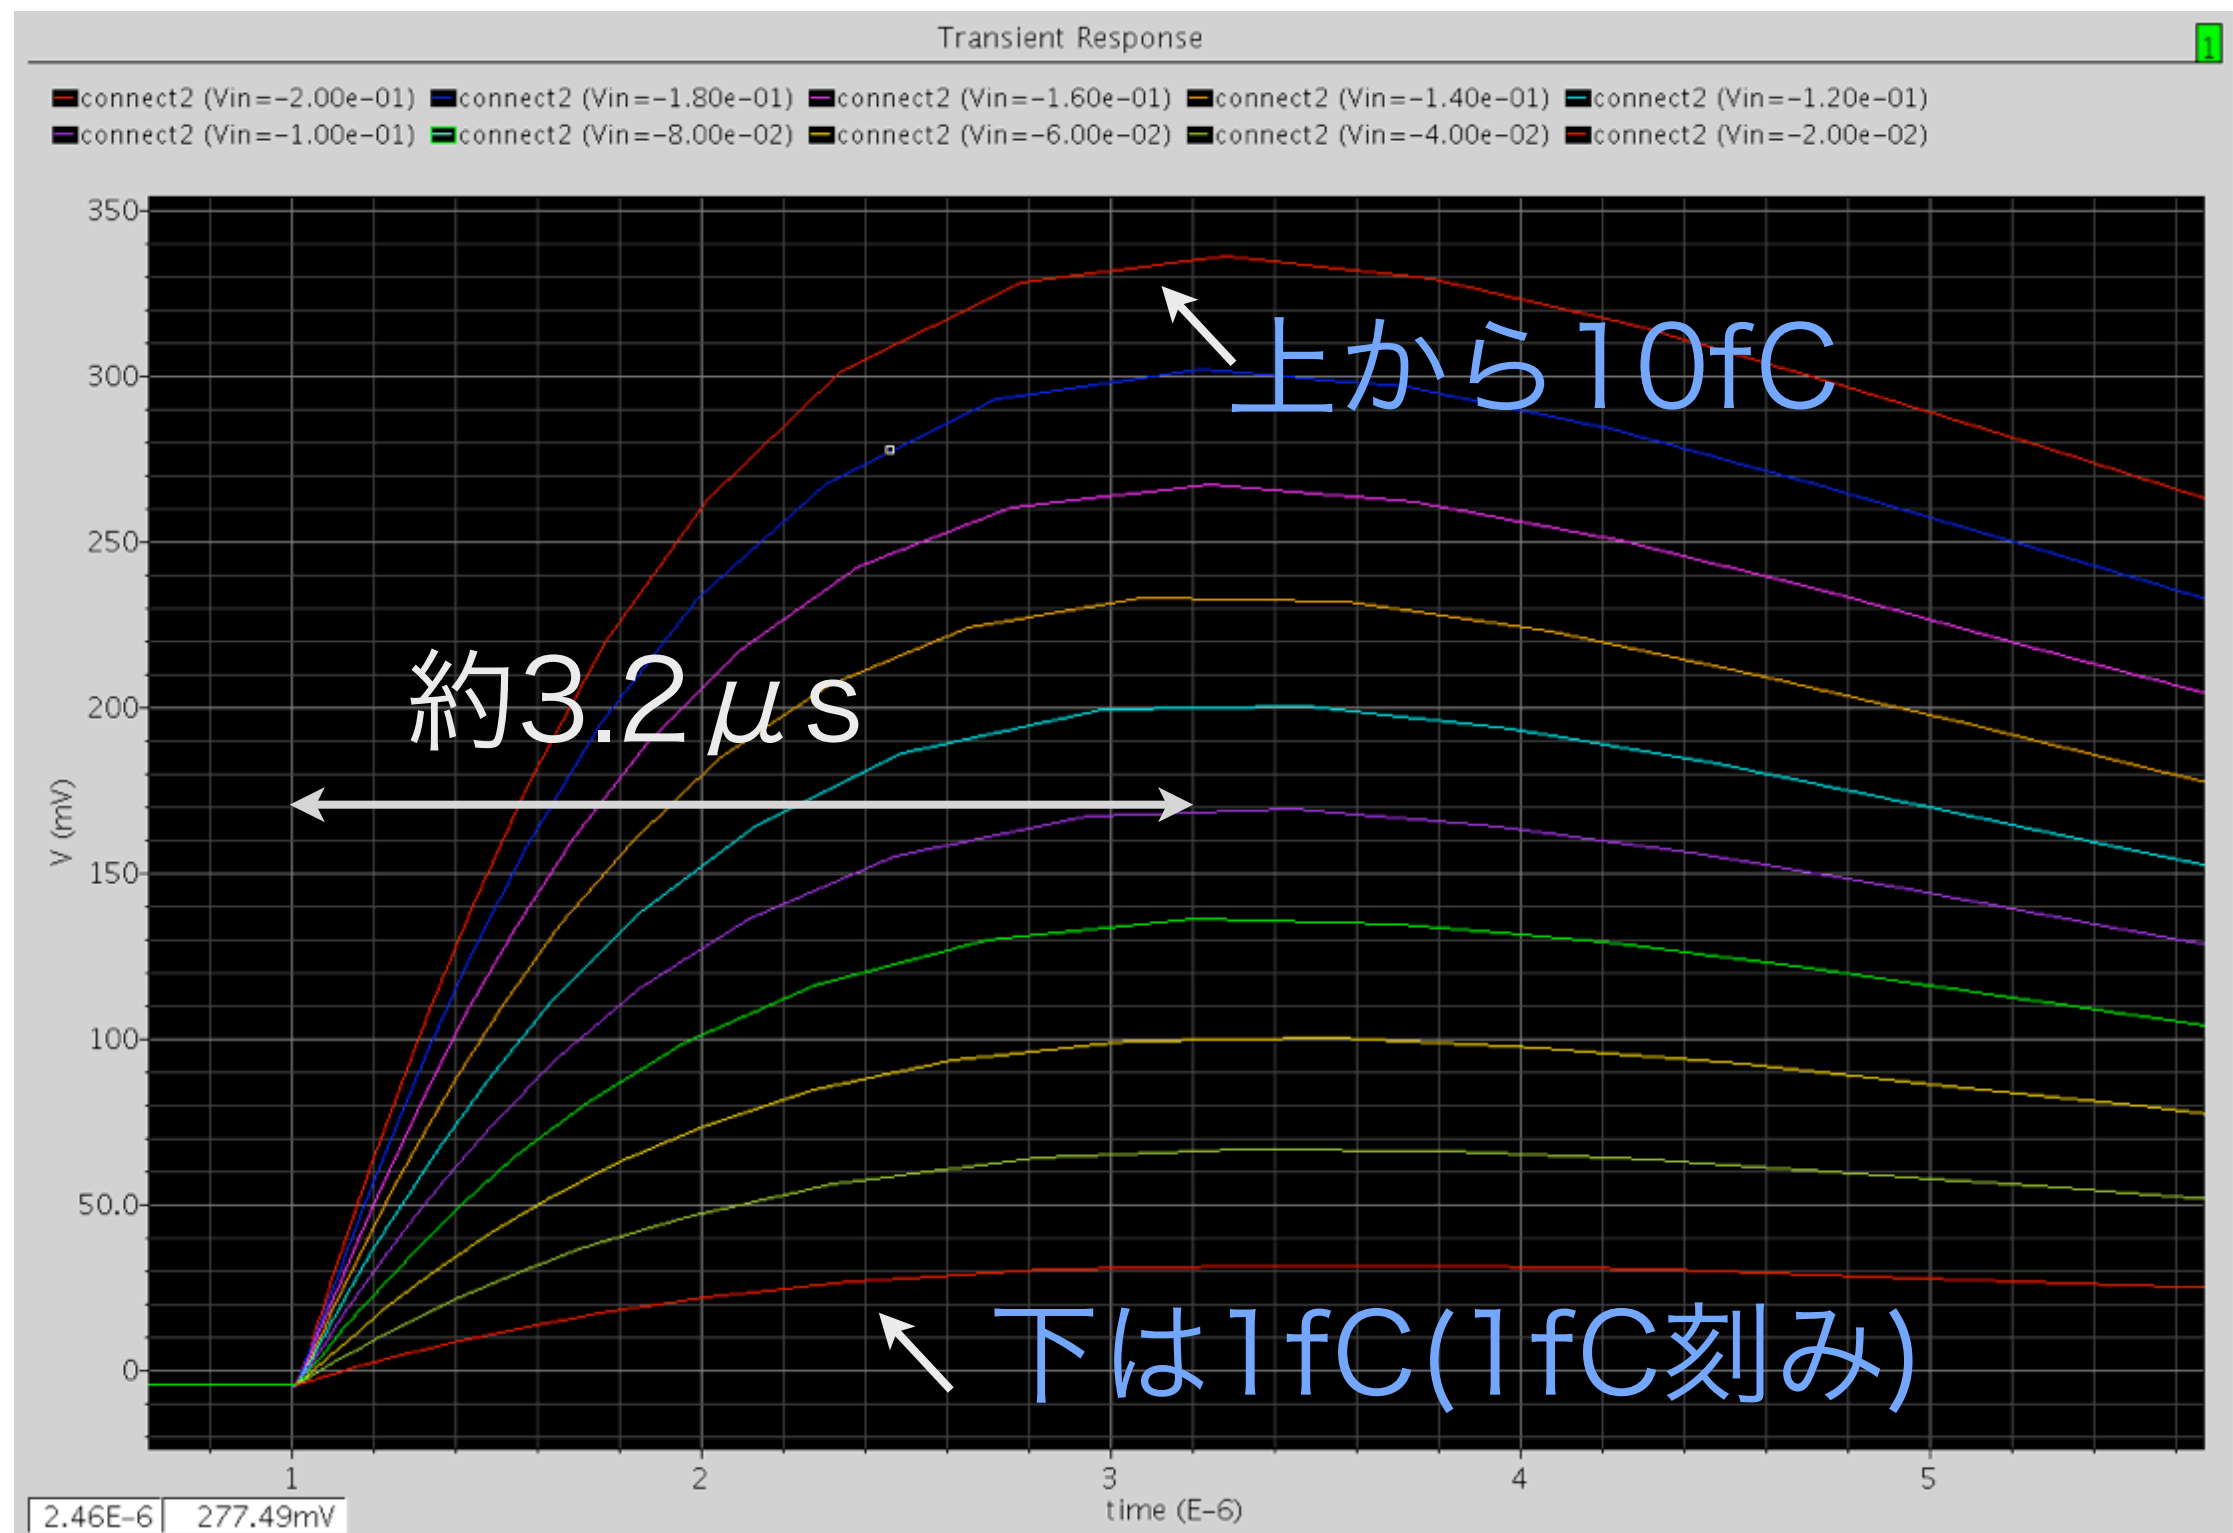 Transient Response
1
connect2 (Vin=-2.00e-01) connect2 (Vin=-1.80e-01) connect2 (Vin=-1.60e-01) connect2 (Vin=-1.40e-01) connect2 (Vin=-1.20e-01)
connect2 (Vin=-1.00e-01) connect2 (Vin=-8.00e-02) connect2 (Vin=-6.00e-02) connect2 (Vin=-4.00e-02) connect2 (Vin=-2.00e-02)
350
300
250
200
150
100
50.0
0
V (mV)
上から10fC
約3.2μs
下は1fC(1fC刻み)
1 2 3 4 5
time (E-6)
2.46E-6 277.49mV